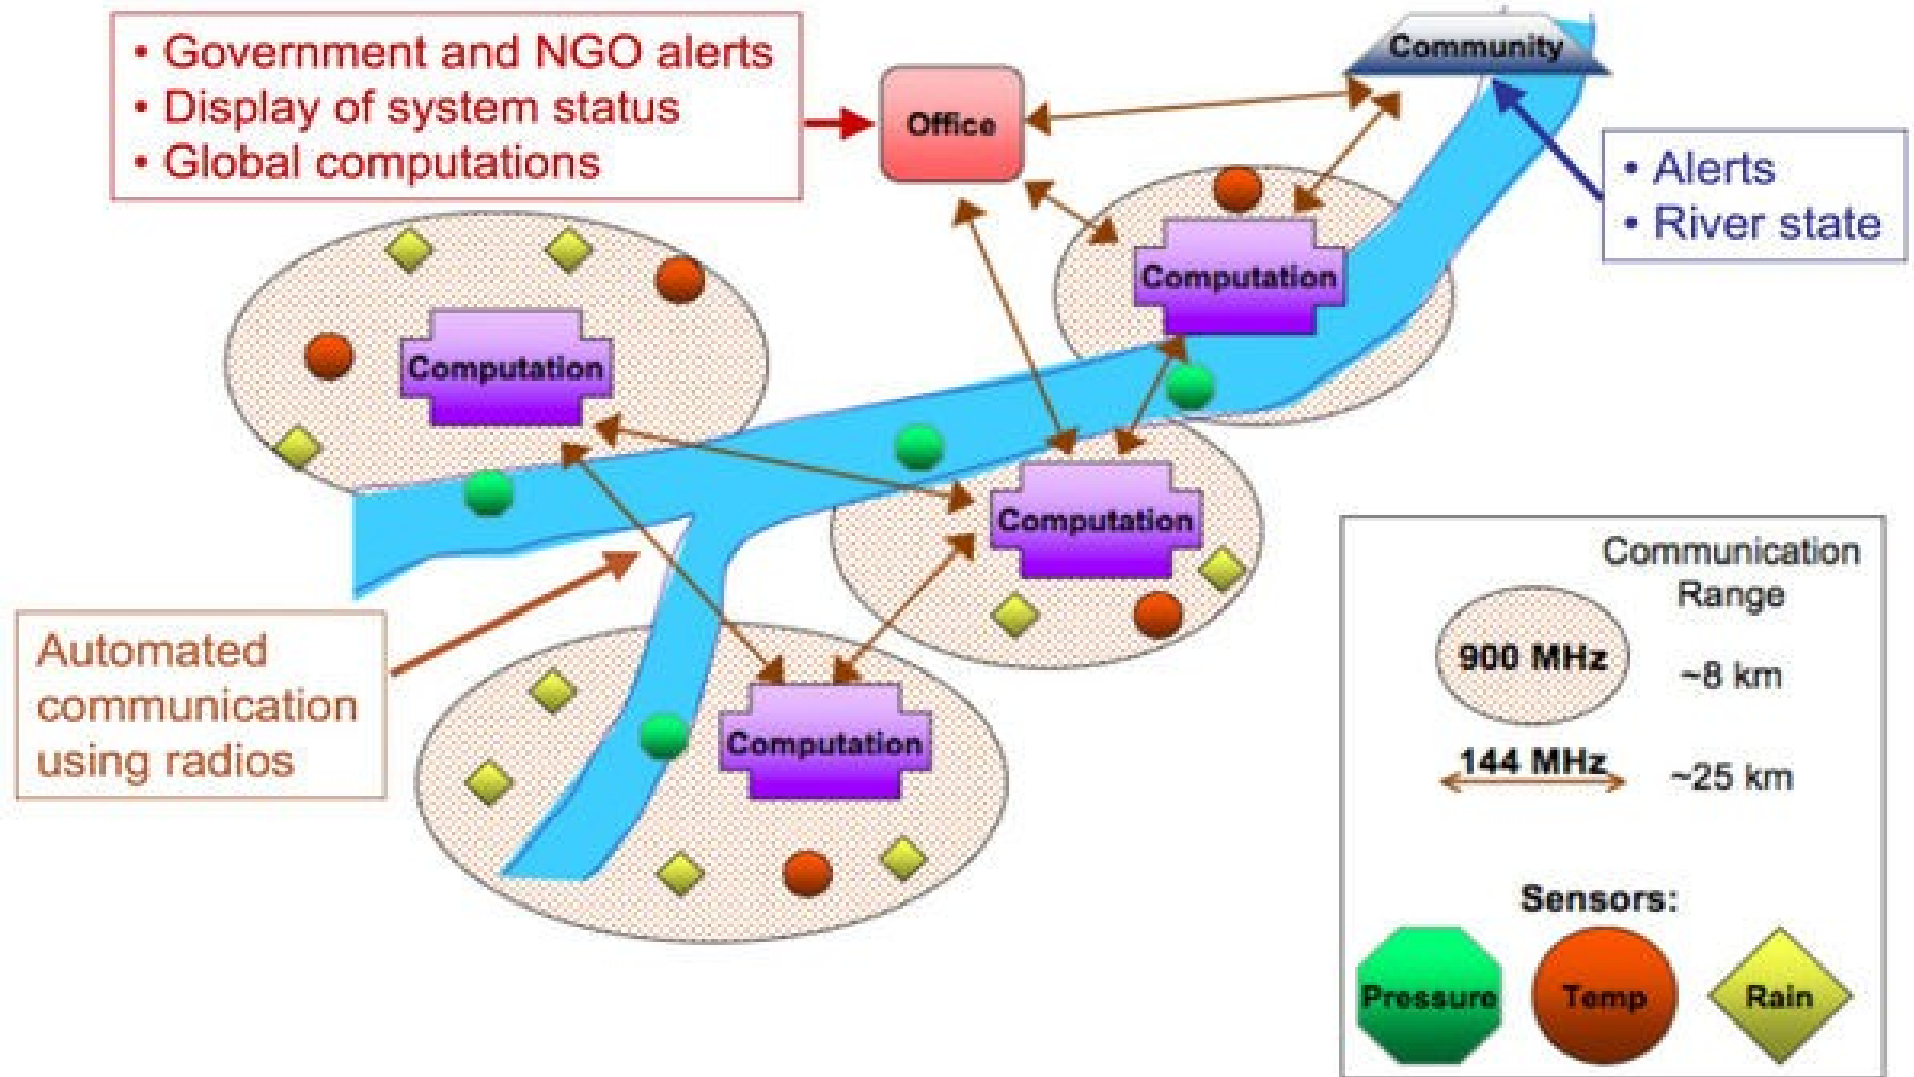 • Government and NGO alerts
• Display of system status
• Global computations
Office
Community
• Alerts
• River state
Computation
Computation
Computation
Computation
Automated
communication
using radios
Communication
Range
900 MHz
~8 km
144 MHz
~25 km
Sensors:
Pressure
Temp
Rain